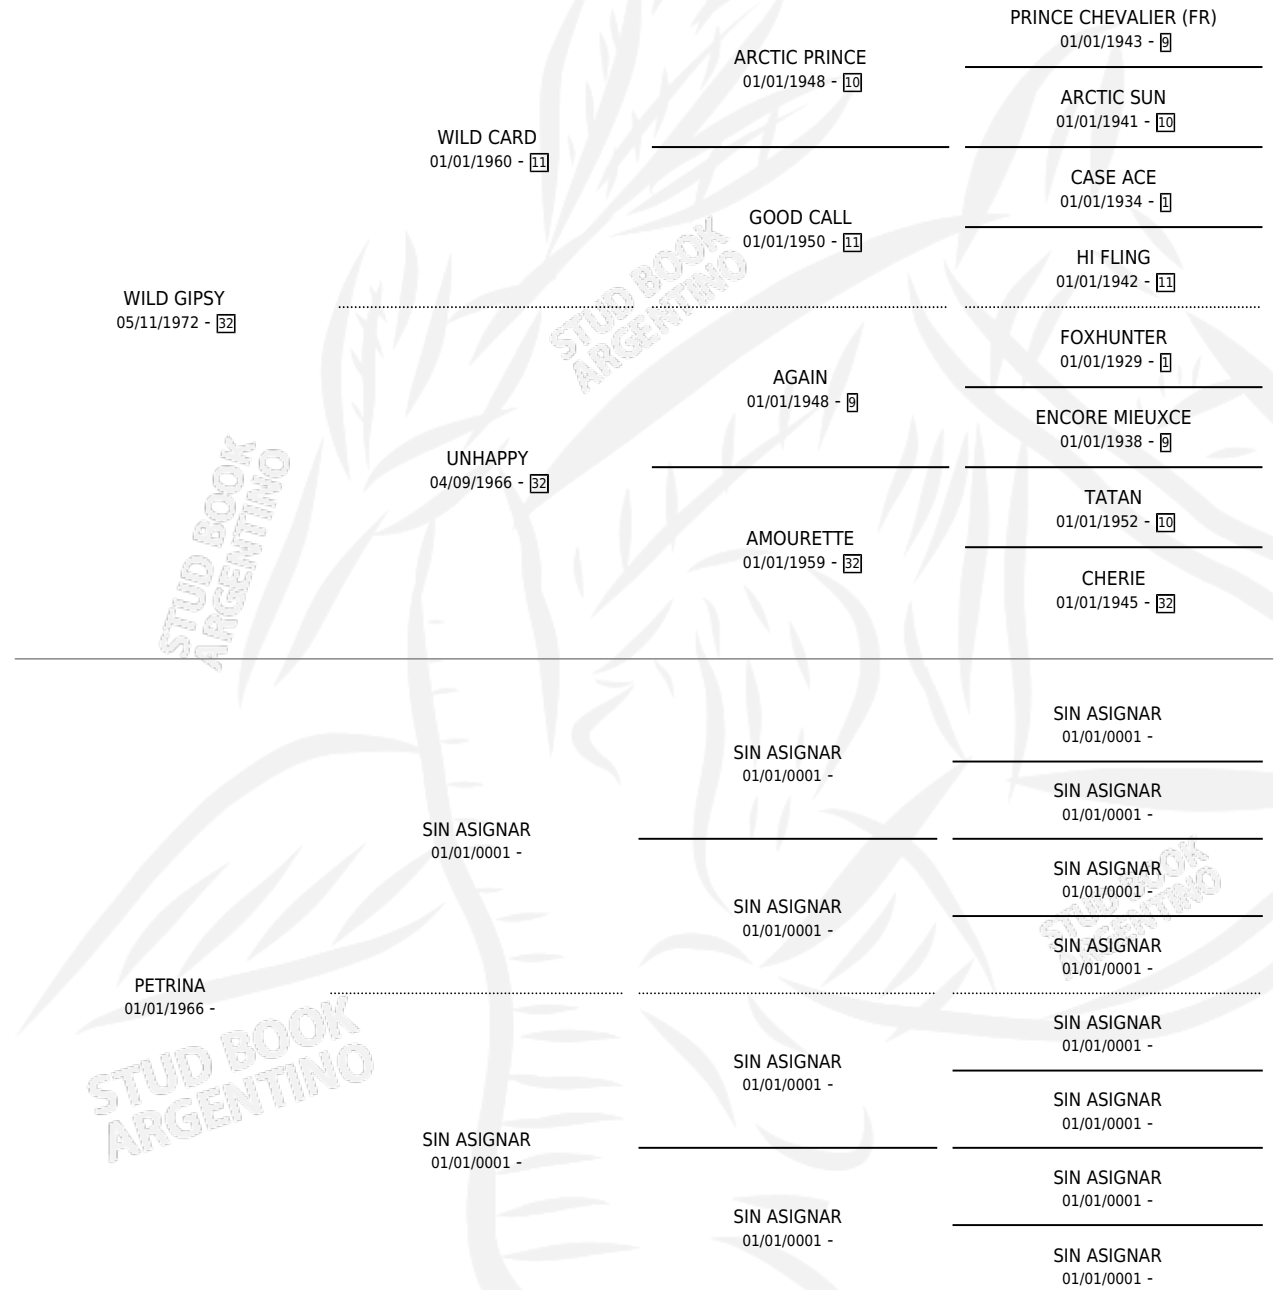 PRINCE CHEVALIER (FR)
01/01/1943 - 9
ARCTIC PRINCE
01/01/1948 - 10
ARCTIC SUN
01/01/1941 - 10
WILD CARD
01/01/1960 - 11
CASE ACE
01/01/1934 - 1
GOOD CALL
01/01/1950 - 11
HI FLING
01/01/1942 - 11
WILD GIPSY
05/11/1972 - 32
STUD BOOK
ARGENTINO
FOXHUNTER
01/01/1929 - 1
AGAIN
01/01/1948 - 9
ENCORE MIEUXCE
01/01/1938 - 9
UNHAPPY
04/09/1966 - 32
STUD BOOK
ARGENTINO
TATAN
01/01/1952 - 10
AMOURETTE
01/01/1959 - 32
CHERIE
01/01/1945 - 32
SIN ASIGNAR
01/01/0001 -
SIN ASIGNAR
01/01/0001 -
SIN ASIGNAR
01/01/0001 -
SIN ASIGNAR
01/01/0001 -
SIN ASIGNAR
01/01/0001 -
SIN ASIGNAR
01/01/0001 -
STUD BOOK
ARGENTINO
SIN ASIGNAR
01/01/0001 -
PETRINA
01/01/1966 -
STUD BOOK
ARGENTINO
SIN ASIGNAR
01/01/0001 -
SIN ASIGNAR
01/01/0001 -
SIN ASIGNAR
01/01/0001 -
SIN ASIGNAR
01/01/0001 -
SIN ASIGNAR
01/01/0001 -
SIN ASIGNAR
01/01/0001 -
SIN ASIGNAR
01/01/0001 -